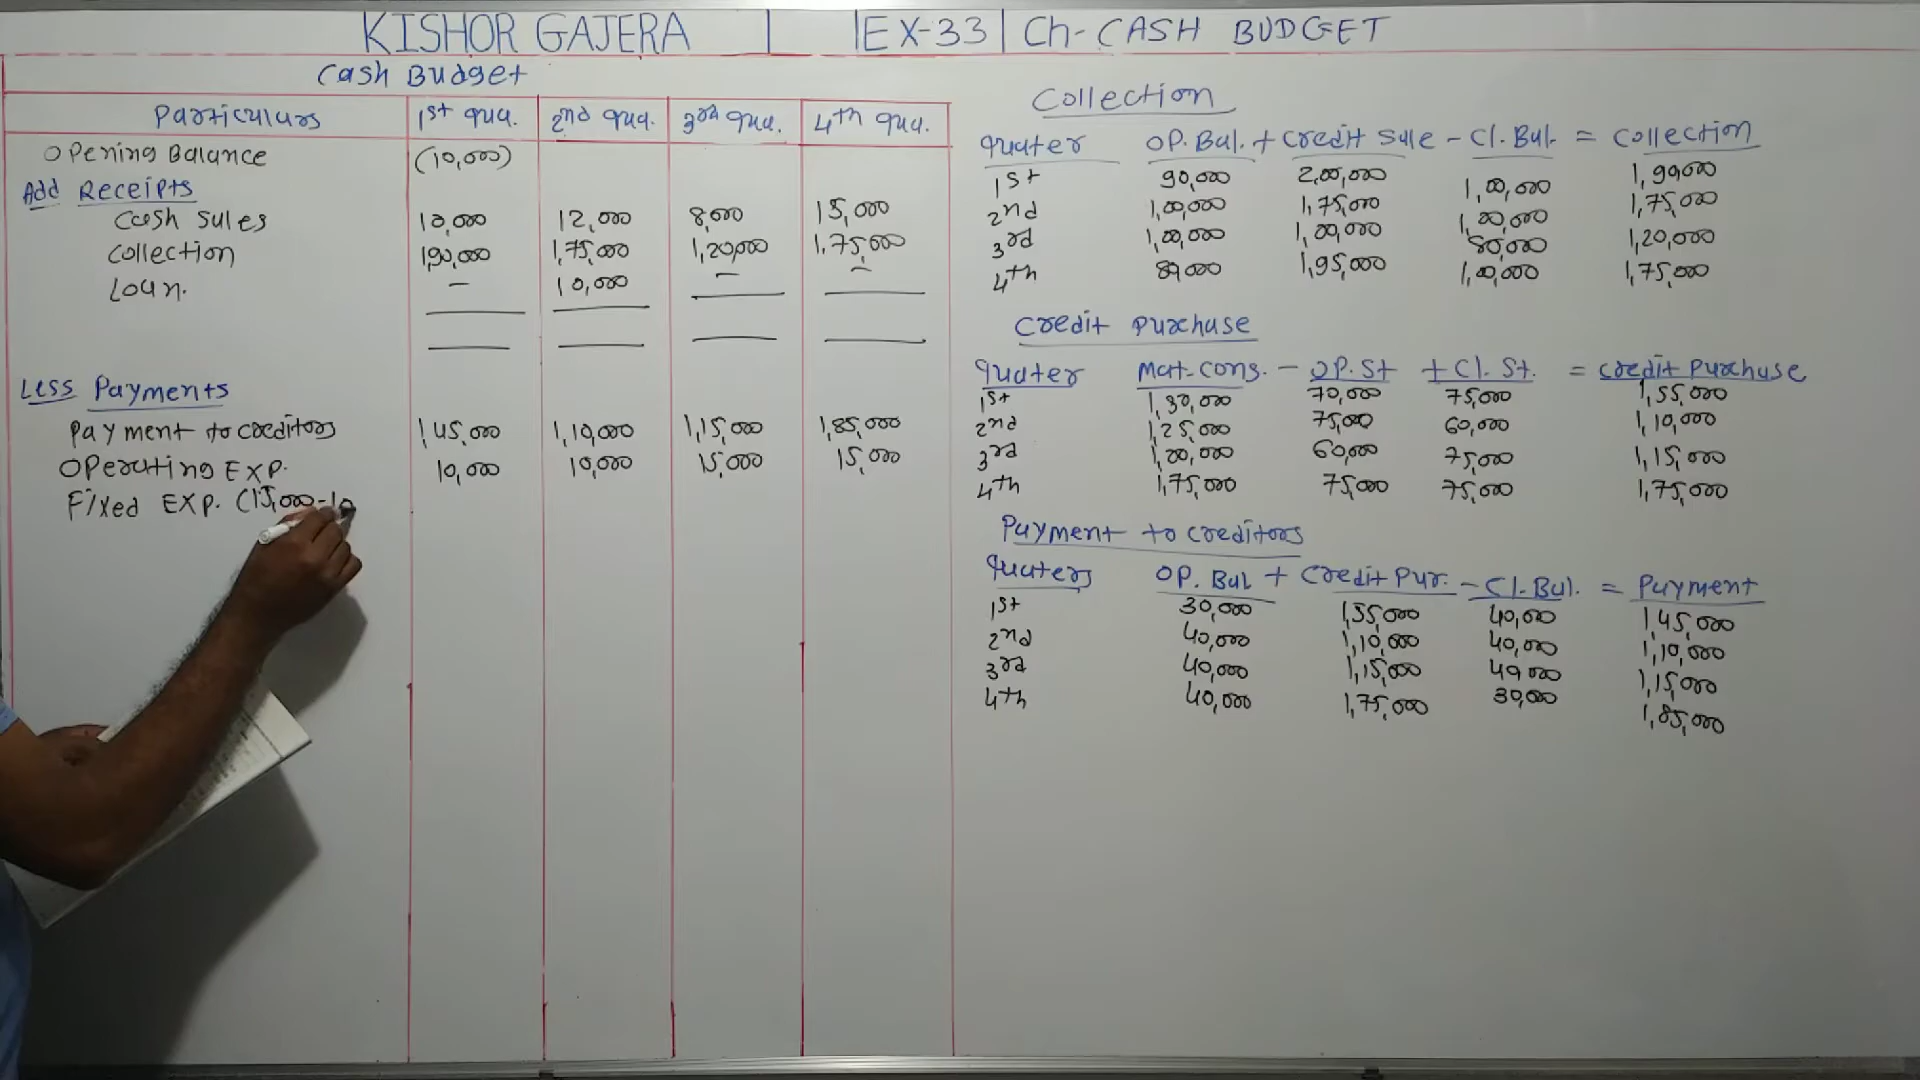 KISHOR GAJERA | EX-33 | Ch- CASH BUDGET
Cash Budget
Particulars 1st qua. 2nd qua. 3rd qua. 4th qua.
Opening Balance (10,000)
Add Receipts
Cash sales 10,000 12,000 8,000 15,000
Collection 1,90,000 1,75,000 1,20,000 1,75,000
Loan. — 10,000 — —
Less Payments
Payment to creditors 1,45,000 1,10,000 1,15,000 1,85,000
Operating EXP. 10,000 10,000 15,000 15,000
Fixed EXP. (15,000-10
Collection
quater OP. Bal. + Credit Sale - Cl. Bal. = Collection
1st 90,000 2,00,000 1,00,000 1,90,000
2nd 1,00,000 1,75,000 1,00,000 1,75,000
3rd 1,00,000 1,00,000 80,000 1,20,000
4th 80,000 1,95,000 1,00,000 1,75,000
Credit purchase
quater Mat. cons. - OP. St + Cl. St. = credit purchase
1st 1,30,000 70,000 75,000 1,55,000
2nd 1,25,000 75,000 60,000 1,10,000
3rd 1,00,000 60,000 75,000 1,15,000
4th 1,75,000 75,000 75,000 1,75,000
Payment to creditors
quaters OP. Bal + Credit Pur. - Cl. Bal. = Payment
1st 30,000 1,55,000 40,000 1,45,000
2nd 40,000 1,10,000 40,000 1,10,000
3rd 40,000 1,15,000 40,000 1,15,000
4th 40,000 1,75,000 30,000 1,85,000